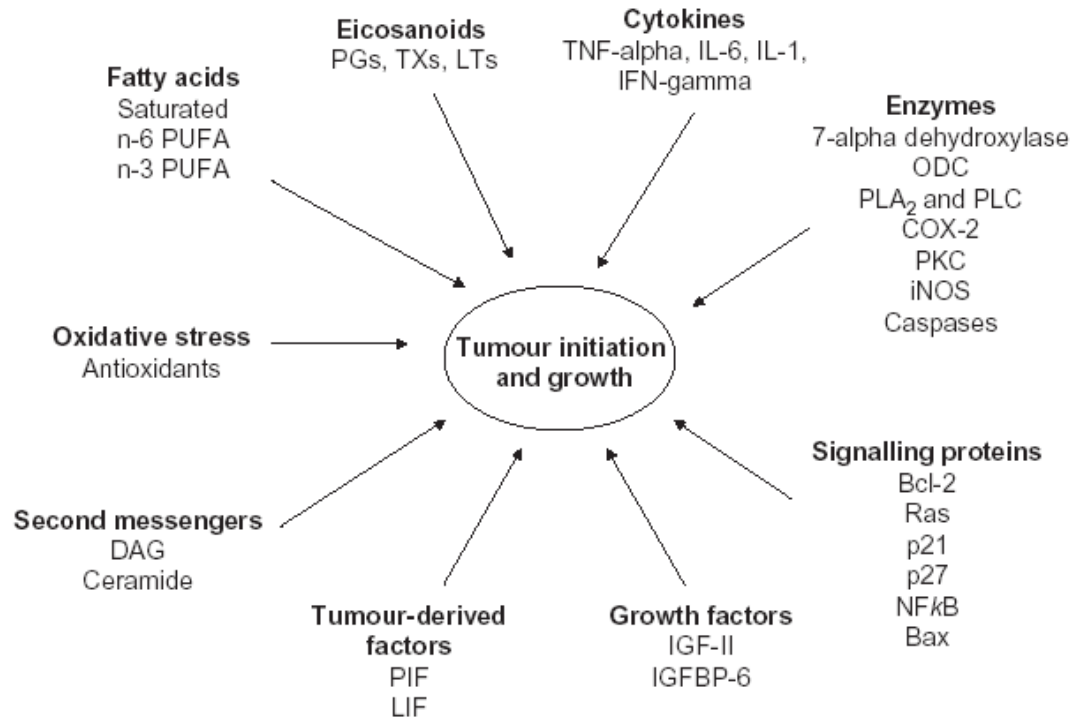 Eicosanoids
PGs, TXs, LTs
Cytokines
TNF-alpha, IL-6, IL-1,
IFN-gamma
Fatty acids
Saturated
n-6 PUFA
n-3 PUFA
Enzymes
7-alpha dehydroxylase
ODC
PLA₂ and PLC
COX-2
PKC
iNOS
Caspases
Oxidative stress
Antioxidants
Tumour initiation
and growth
Second messengers
DAG
Ceramide
Tumour-derived
factors
PIF
LIF
Growth factors
IGF-II
IGFBP-6
Signalling proteins
Bcl-2
Ras
p21
p27
NFkB
Bax